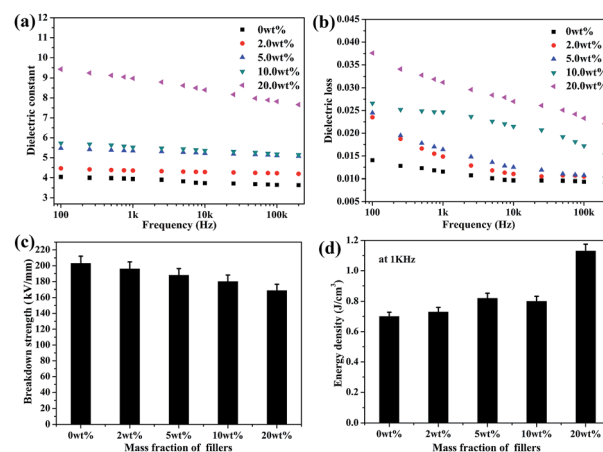 (a)
0wt%
2.0wt%
5.0wt%
10.0wt%
20.0wt%
Dielectric constant
13
12
11
10
9
8
7
6
5
4
3
100 1k 10k 100k
Frequency (Hz)
(b)
0wt%
2.0wt%
5.0wt%
10.0wt%
20.0wt%
Dielectric loss
0.045
0.040
0.035
0.030
0.025
0.020
0.015
0.010
0.005
100 1k 10k 100k
Frequency (Hz)
(c)
Breakdown strength (kV/mm)
240
220
200
180
160
140
120
100
80
60
40
20
0
0wt% 2wt% 5wt% 10wt% 20wt%
Mass fraction of fillers
(d)
at 1KHz
Energy density (J/cm³)
1.4
1.2
1.0
0.8
0.6
0.4
0.2
0.0
0wt% 2wt% 5wt% 10wt% 20wt%
Mass fraction of fillers